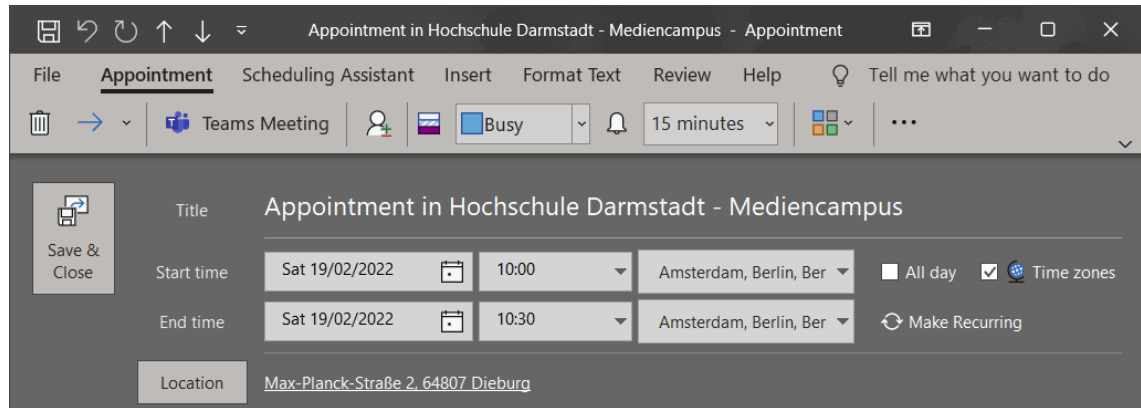 Appointment in Hochschule Darmstadt - Mediencampus - Appointment
File Appointment Scheduling Assistant Insert Format Text Review Help Tell me what you want to do
Teams Meeting Busy 15 minutes
Save & Close
Title Appointment in Hochschule Darmstadt - Mediencampus
Start time Sat 19/02/2022 10:00 Amsterdam, Berlin, Ber All day Time zones
End time Sat 19/02/2022 10:30 Amsterdam, Berlin, Ber Make Recurring
Location Max-Planck-Straße 2, 64807 Dieburg